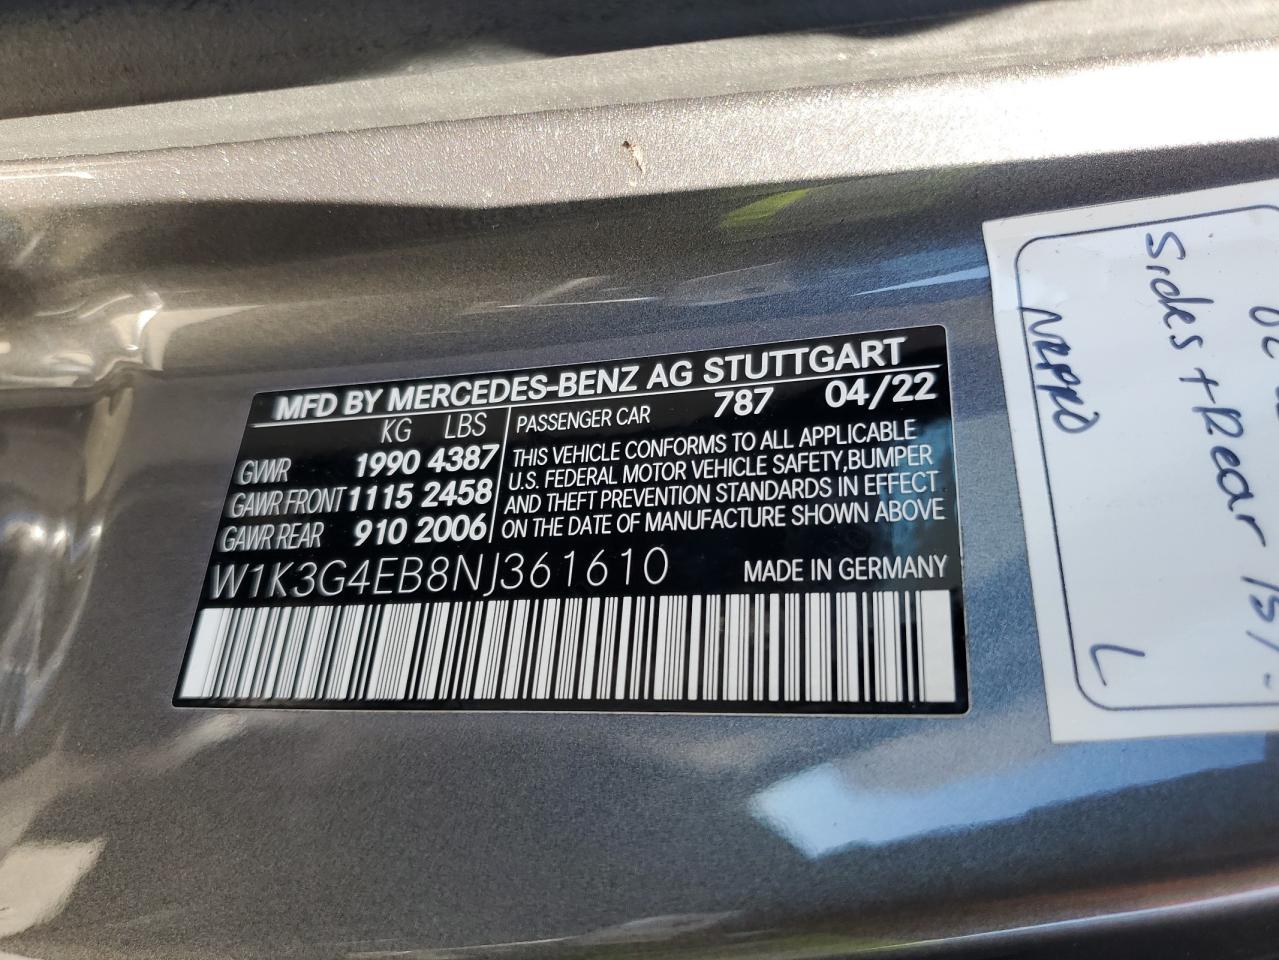 MFD BY MERCEDES-BENZ AG STUTTGART
KG LBS
GVWR 1990 4387
GAWR FRONT 1115 2458
GAWR REAR 910 2006
PASSENGER CAR 787 04/22
THIS VEHICLE CONFORMS TO ALL APPLICABLE
U.S. FEDERAL MOTOR VEHICLE SAFETY, BUMPER
AND THEFT PREVENTION STANDARDS IN EFFECT
ON THE DATE OF MANUFACTURE SHOWN ABOVE
W1K3G4EB8NJ361610 MADE IN GERMANY
Sides + Rear 15/-
L